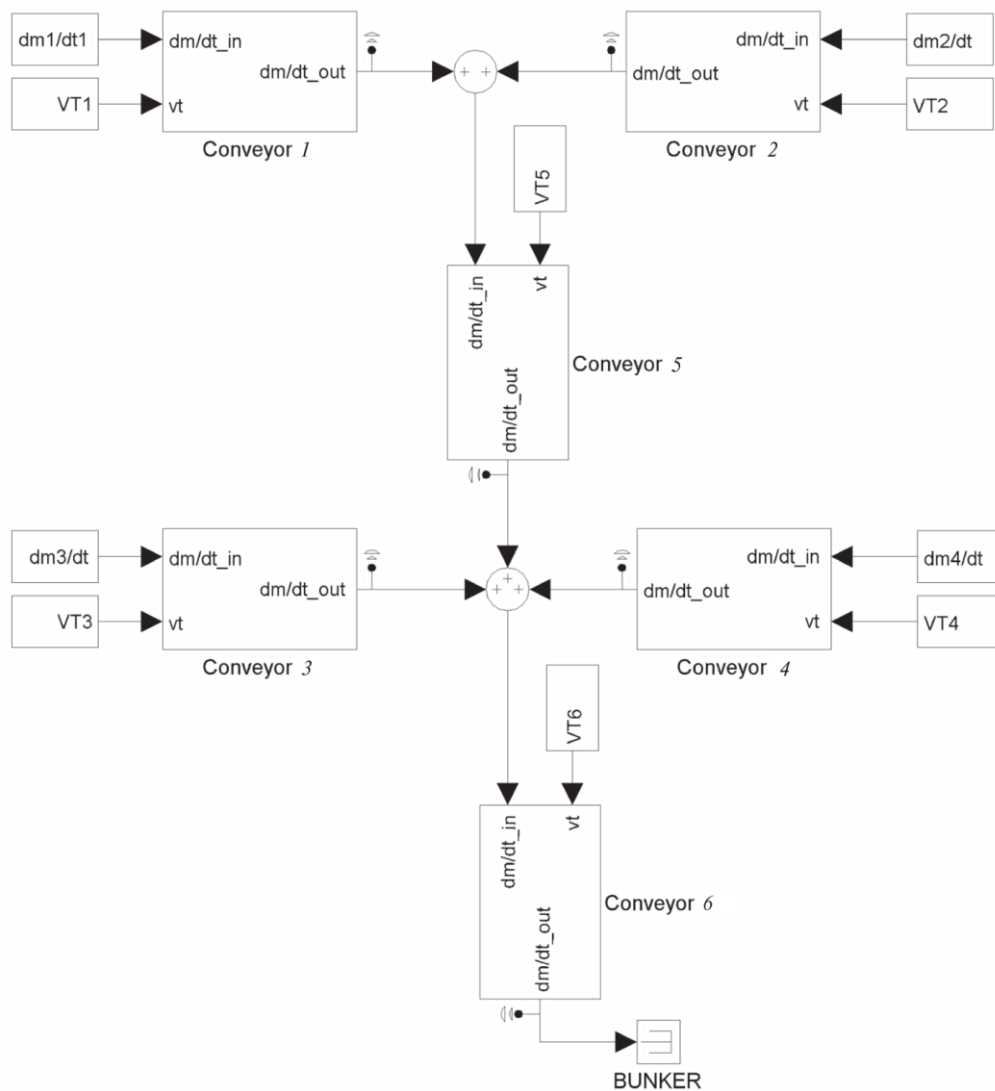 dm1/dt1
dm/dt_in
dm/dt_in
dm2/dt
dm/dt_out
+ +
dm/dt_out
VT1
vt
vt
VT2
Conveyor 1
Conveyor 2
VT5
dm/dt_in
vt
Conveyor 5
dm/dt_out
dm3/dt
dm/dt_in
dm/dt_in
dm4/dt
dm/dt_out
+
+ +
dm/dt_out
VT3
vt
vt
VT4
Conveyor 3
Conveyor 4
VT6
dm/dt_in
vt
Conveyor 6
dm/dt_out
BUNKER